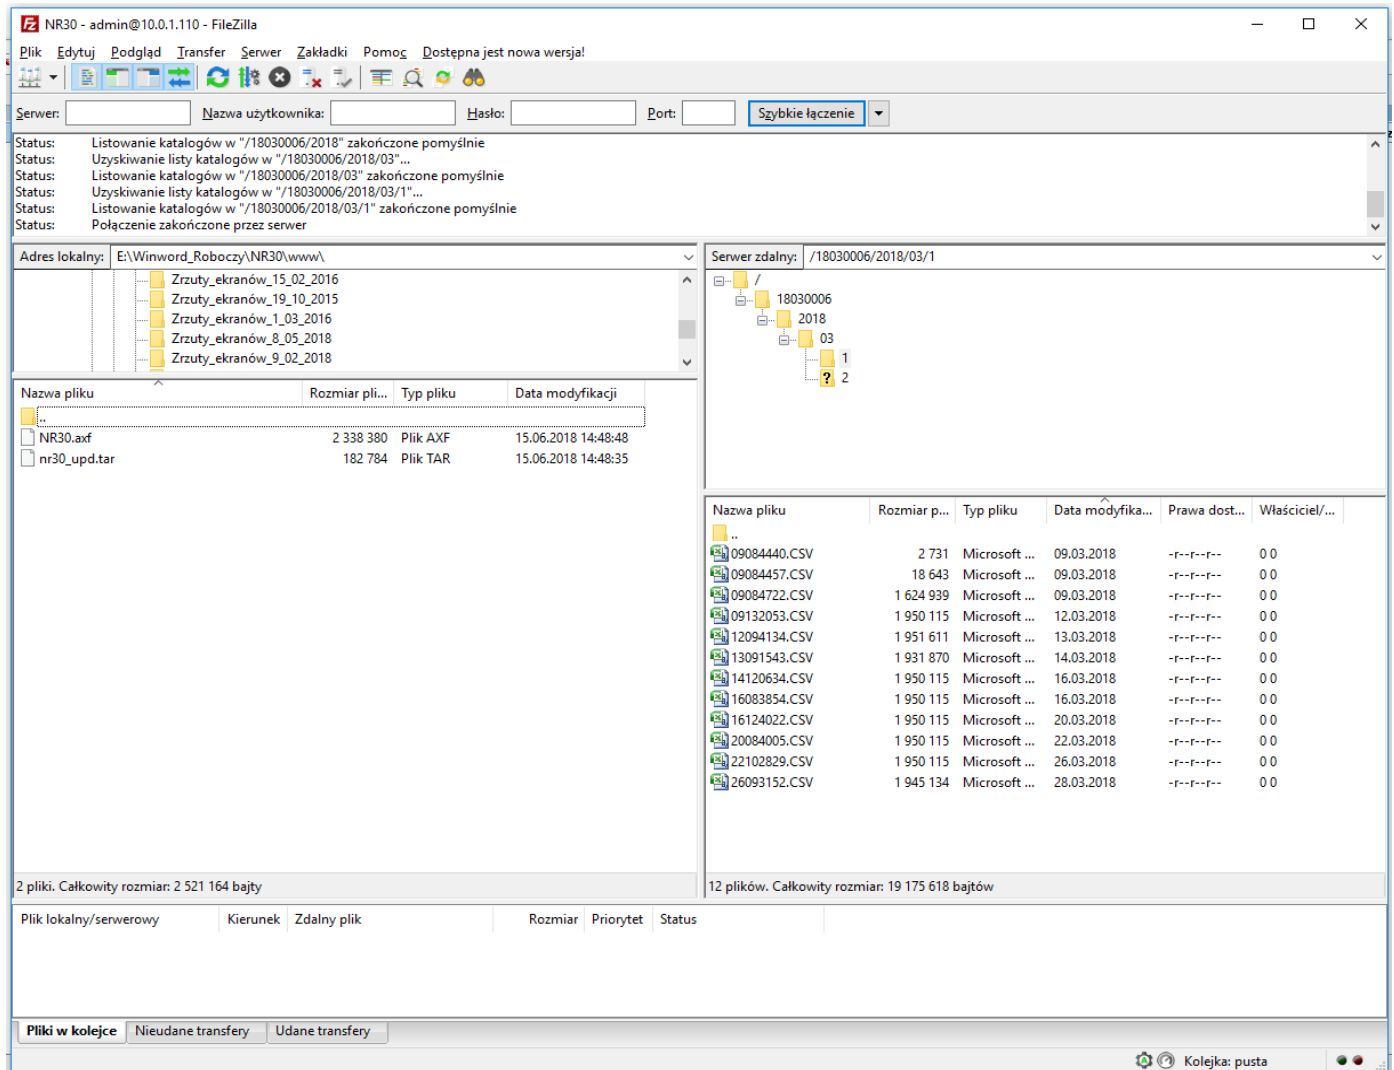 NR30 - admin@10.0.1.110 - FileZilla
Plik Edytuj Podgląd Transfer Serwer Zakładki Pomoc Dostępna jest nowa wersja!
Serwer: Nazwa użytkownika: Hasło: Port: Szybkie łączenie
Status: Listowanie katalogów w "/18030006/2018" zakończone pomyślnie
Status: Uzyskiwanie listy katalogów w "/18030006/2018/03"...
Status: Listowanie katalogów w "/18030006/2018/03" zakończone pomyślnie
Status: Uzyskiwanie listy katalogów w "/18030006/2018/03/1"...
Status: Listowanie katalogów w "/18030006/2018/03/1" zakończone pomyślnie
Status: Połączenie zakończone przez serwer
Adres lokalny: E:\Winword_Roboczy\NR30\www\
Zrzuty_ekranów_15_02_2016
Zrzuty_ekranów_19_10_2015
Zrzuty_ekranów_1_03_2016
Zrzuty_ekranów_8_05_2018
Zrzuty_ekranów_9_02_2018
Nazwa pliku Rozmiar pli... Typ pliku Data modyfikacji
..
NR30.axf 2 338 380 Plik AXF 15.06.2018 14:48:48
nr30_upd.tar 182 784 Plik TAR 15.06.2018 14:48:35
2 pliki. Całkowity rozmiar: 2 521 164 bajty
Serwer zdalny: /18030006/2018/03/1
/
18030006
2018
03
1
? 2
Nazwa pliku Rozmiar p... Typ pliku Data modyfika... Prawa dost... Właściciel/...
..
09084440.CSV 2 731 Microsoft ... 09.03.2018 -r--r--r-- 0 0
09084457.CSV 18 643 Microsoft ... 09.03.2018 -r--r--r-- 0 0
09084722.CSV 1 624 939 Microsoft ... 09.03.2018 -r--r--r-- 0 0
09132053.CSV 1 950 115 Microsoft ... 12.03.2018 -r--r--r-- 0 0
12094134.CSV 1 951 611 Microsoft ... 13.03.2018 -r--r--r-- 0 0
13091543.CSV 1 931 870 Microsoft ... 14.03.2018 -r--r--r-- 0 0
14120634.CSV 1 950 115 Microsoft ... 16.03.2018 -r--r--r-- 0 0
16083854.CSV 1 950 115 Microsoft ... 16.03.2018 -r--r--r-- 0 0
16124022.CSV 1 950 115 Microsoft ... 20.03.2018 -r--r--r-- 0 0
20084005.CSV 1 950 115 Microsoft ... 22.03.2018 -r--r--r-- 0 0
22102829.CSV 1 950 115 Microsoft ... 26.03.2018 -r--r--r-- 0 0
26093152.CSV 1 945 134 Microsoft ... 28.03.2018 -r--r--r-- 0 0
12 plików. Całkowity rozmiar: 19 175 618 bajtów
Plik lokalny/serwerowy Kierunek Zdalny plik Rozmiar Priorytet Status
Pliki w kolejce Nieudane transfery Udane transfery
Kolejka: pusta